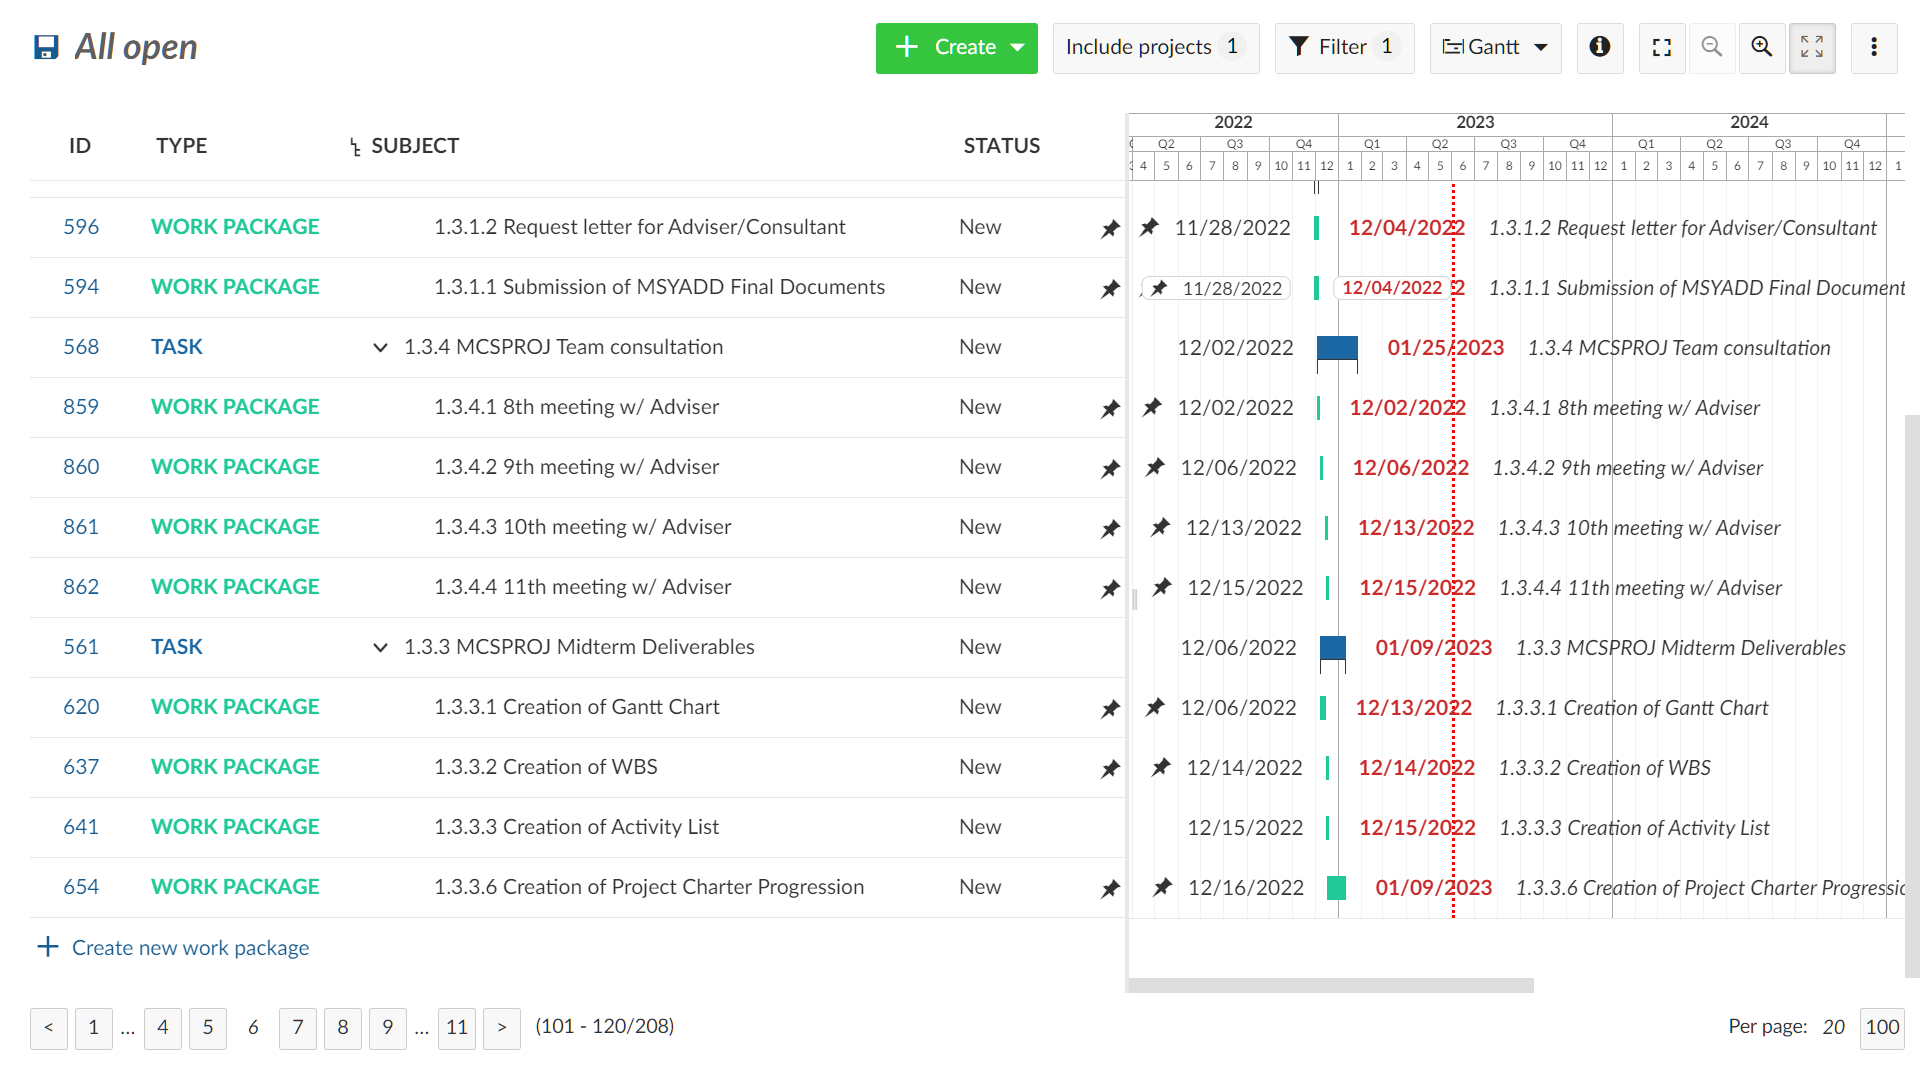 All open
Create
Include projects 1
Filter 1
Gantt
ID TYPE SUBJECT STATUS
2022 2023 2024
Q2 Q3 Q4 Q1 Q2 Q3 Q4 Q1 Q2 Q3 Q4
4 5 6 7 8 9 10 11 12 1 2 3 4 5 6 7 8 9 10 11 12 1 2 3 4 5 6 7 8 9 10 11 12 1
596 WORK PACKAGE 1.3.1.2 Request letter for Adviser/Consultant New 11/28/2022 12/04/2022 1.3.1.2 Request letter for Adviser/Consultant
594 WORK PACKAGE 1.3.1.1 Submission of MSYADD Final Documents New 11/28/2022 12/04/2022 2 1.3.1.1 Submission of MSYADD Final Document
568 TASK 1.3.4 MCSPROJ Team consultation New 12/02/2022 01/25/2023 1.3.4 MCSPROJ Team consultation
859 WORK PACKAGE 1.3.4.1 8th meeting w/ Adviser New 12/02/2022 12/02/2022 1.3.4.1 8th meeting w/ Adviser
860 WORK PACKAGE 1.3.4.2 9th meeting w/ Adviser New 12/06/2022 12/06/2022 1.3.4.2 9th meeting w/ Adviser
861 WORK PACKAGE 1.3.4.3 10th meeting w/ Adviser New 12/13/2022 12/13/2022 1.3.4.3 10th meeting w/ Adviser
862 WORK PACKAGE 1.3.4.4 11th meeting w/ Adviser New 12/15/2022 12/15/2022 1.3.4.4 11th meeting w/ Adviser
561 TASK 1.3.3 MCSPROJ Midterm Deliverables New 12/06/2022 01/09/2023 1.3.3 MCSPROJ Midterm Deliverables
620 WORK PACKAGE 1.3.3.1 Creation of Gantt Chart New 12/06/2022 12/13/2022 1.3.3.1 Creation of Gantt Chart
637 WORK PACKAGE 1.3.3.2 Creation of WBS New 12/14/2022 12/14/2022 1.3.3.2 Creation of WBS
641 WORK PACKAGE 1.3.3.3 Creation of Activity List New 12/15/2022 12/15/2022 1.3.3.3 Creation of Activity List
654 WORK PACKAGE 1.3.3.6 Creation of Project Charter Progression New 12/16/2022 01/09/2023 1.3.3.6 Creation of Project Charter Progressio
Create new work package
< 1 ... 4 5 6 7 8 9 ... 11 > (101 - 120/208) Per page: 20 100